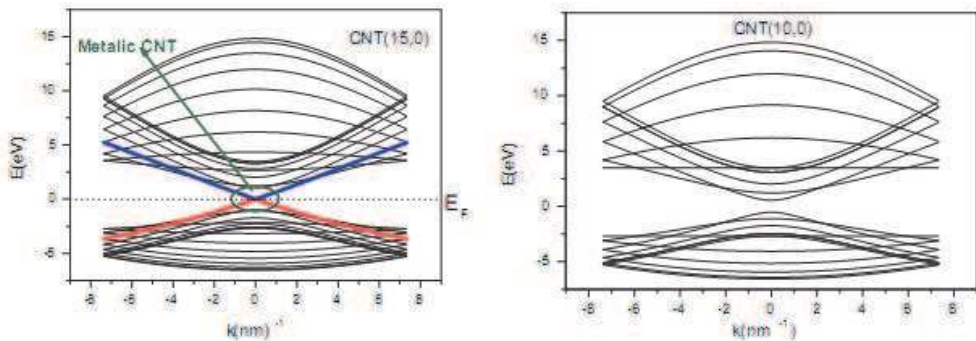 CNT(15,0)
Metalic CNT
15
10
5
0
-5
E(eV)
E_F
-8 -6 -4 -2 0 2 4 6 8
k(nm)^-1
CNT(10,0)
15
10
5
0
-5
E(eV)
-8 -6 -4 -2 0 2 4 6 8
k(nm^-1)